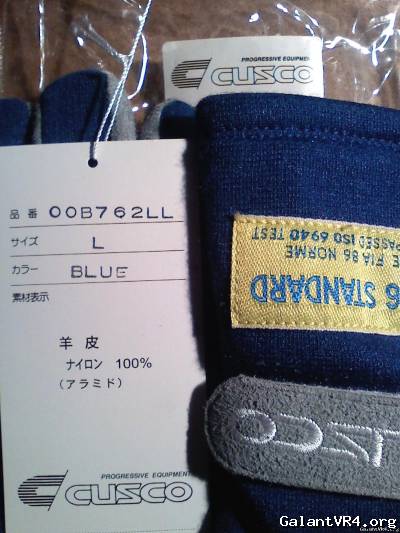 PROGRESSIVE EQUIPMENT
CUSCO
品番 00B762LL
サイズ L
カラー BLUE
素材表示
羊皮
ナイロン 100%
(アラミド)
PROGRESSIVE EQUIPMENT
CUSCO
6 STANDARD
E FIA 86 NORME
PASSED ISO 6940 TEST
CUSCO
GalantVR4.org